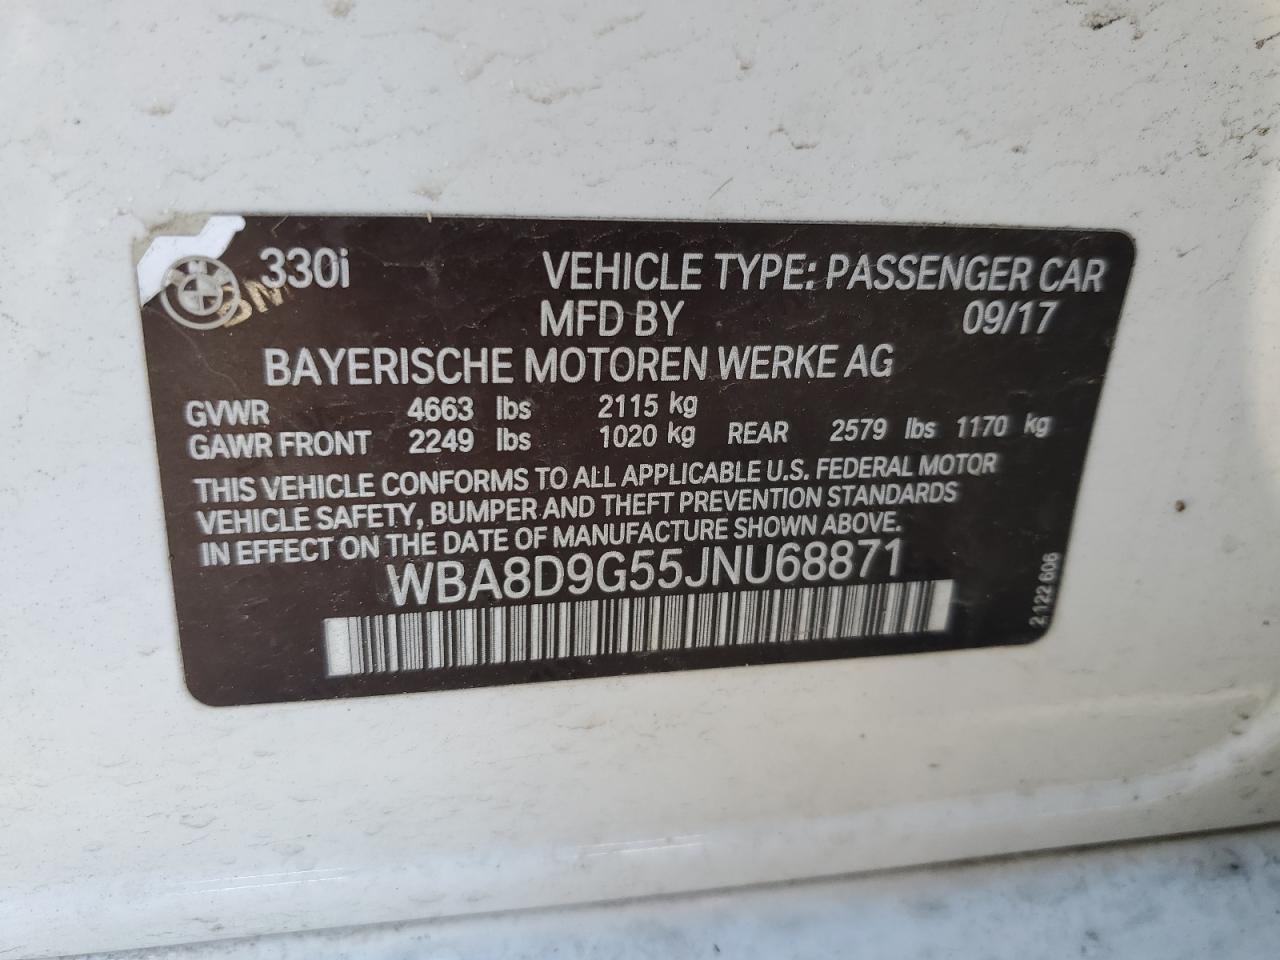 330i VEHICLE TYPE: PASSENGER CAR
MFD BY 09/17
BAYERISCHE MOTOREN WERKE AG
GVWR 4663 lbs 2115 kg
GAWR FRONT 2249 lbs 1020 kg REAR 2579 lbs 1170 kg
THIS VEHICLE CONFORMS TO ALL APPLICABLE U.S. FEDERAL MOTOR
VEHICLE SAFETY, BUMPER AND THEFT PREVENTION STANDARDS
IN EFFECT ON THE DATE OF MANUFACTURE SHOWN ABOVE.
WBA8D9G55JNU68871
2122606